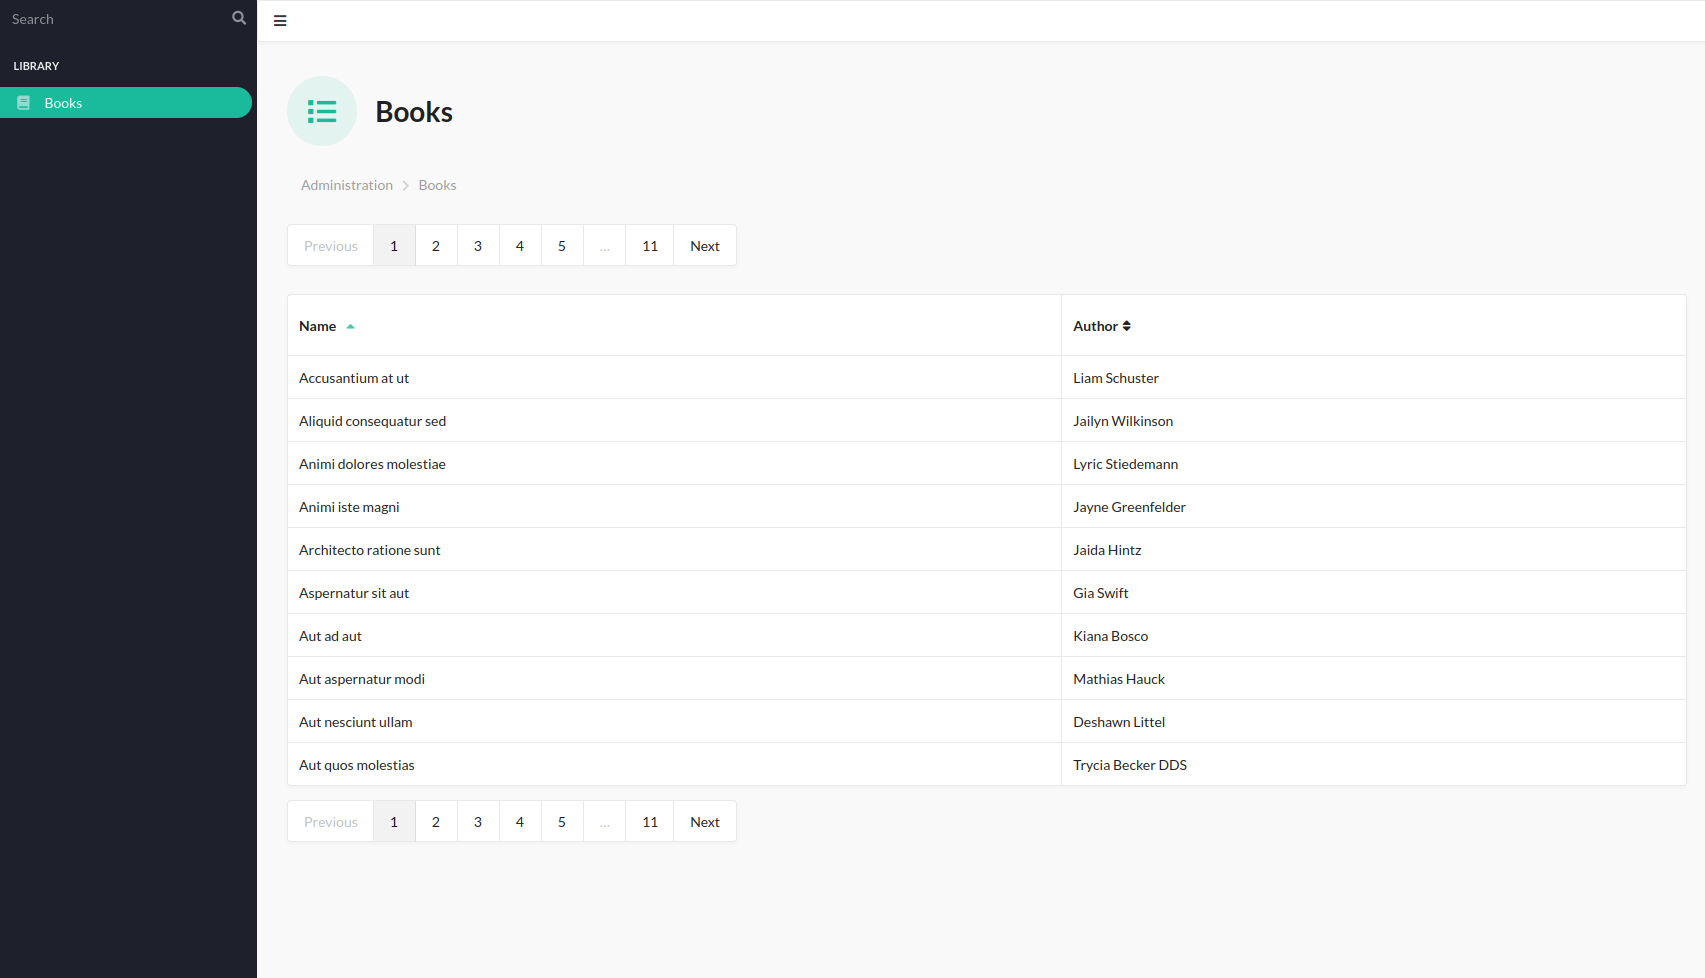 Search
LIBRARY
Books
Books
Administration Books
Previous 1 2 3 4 5 ... 11 Next
Name Author
Accusantium at ut Liam Schuster
Aliquid consequatur sed Jailyn Wilkinson
Animi dolores molestiae Lyric Stiedemann
Animi iste magni Jayne Greenfelder
Architecto ratione sunt Jaida Hintz
Aspernatur sit aut Gia Swift
Aut ad aut Kiana Bosco
Aut aspernatur modi Mathias Hauck
Aut nesciunt ullam Deshawn Littel
Aut quos molestias Trycia Becker DDS
Previous 1 2 3 4 5 ... 11 Next